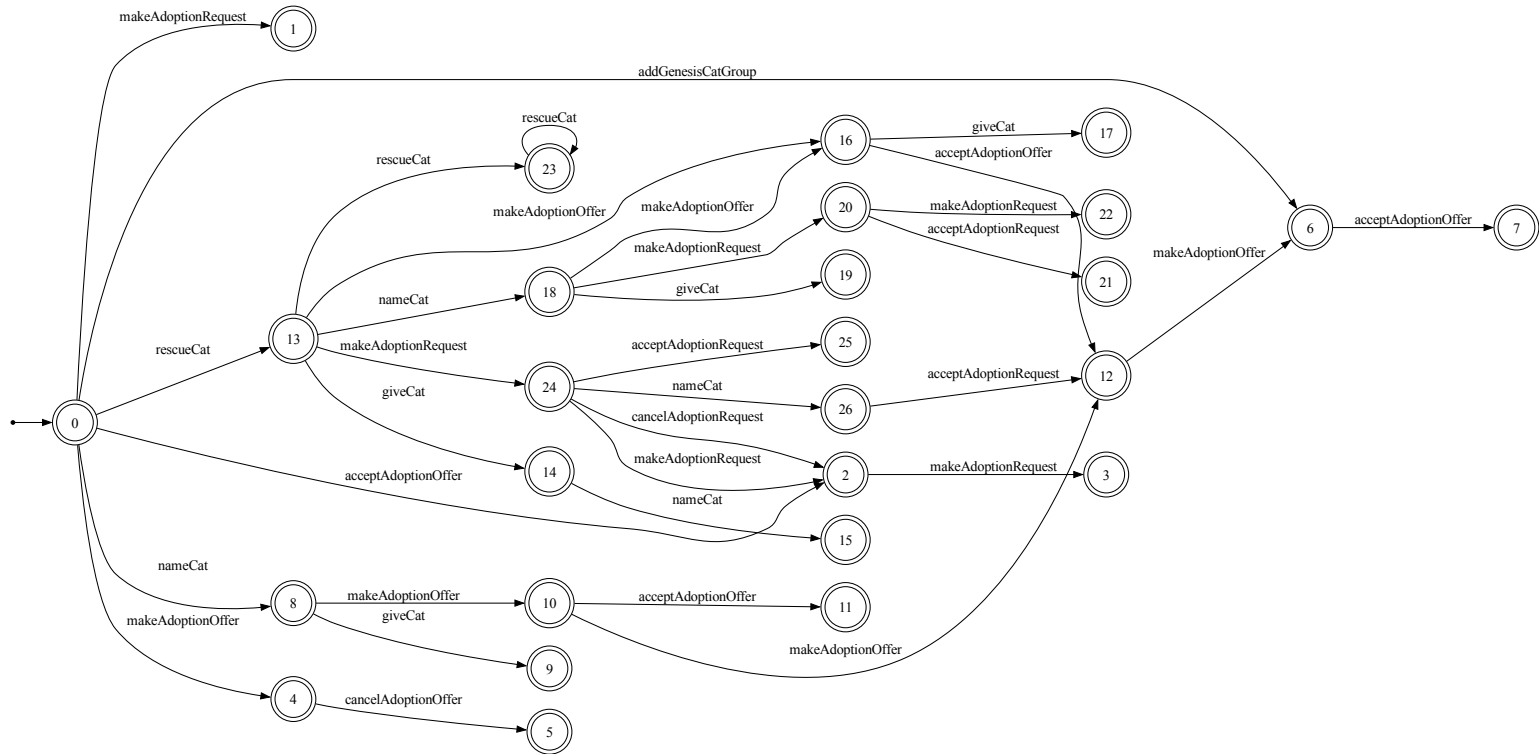 makeAdoptionRequest
1
addGenesisCatGroup
rescueCat
23
rescueCat
16
giveCat
17
acceptAdoptionOffer
makeAdoptionOffer
makeAdoptionOffer
20
makeAdoptionRequest
22
acceptAdoptionRequest
6
acceptAdoptionOffer
7
makeAdoptionRequest
makeAdoptionOffer
nameCat
18
giveCat
19
21
rescueCat
13
makeAdoptionRequest
acceptAdoptionRequest
25
24
nameCat
26
acceptAdoptionRequest
12
giveCat
cancelAdoptionRequest
0
makeAdoptionRequest
2
makeAdoptionRequest
3
acceptAdoptionOffer
14
nameCat
15
nameCat
8
makeAdoptionOffer
10
acceptAdoptionOffer
11
makeAdoptionOffer
giveCat
9
makeAdoptionOffer
4
cancelAdoptionOffer
5